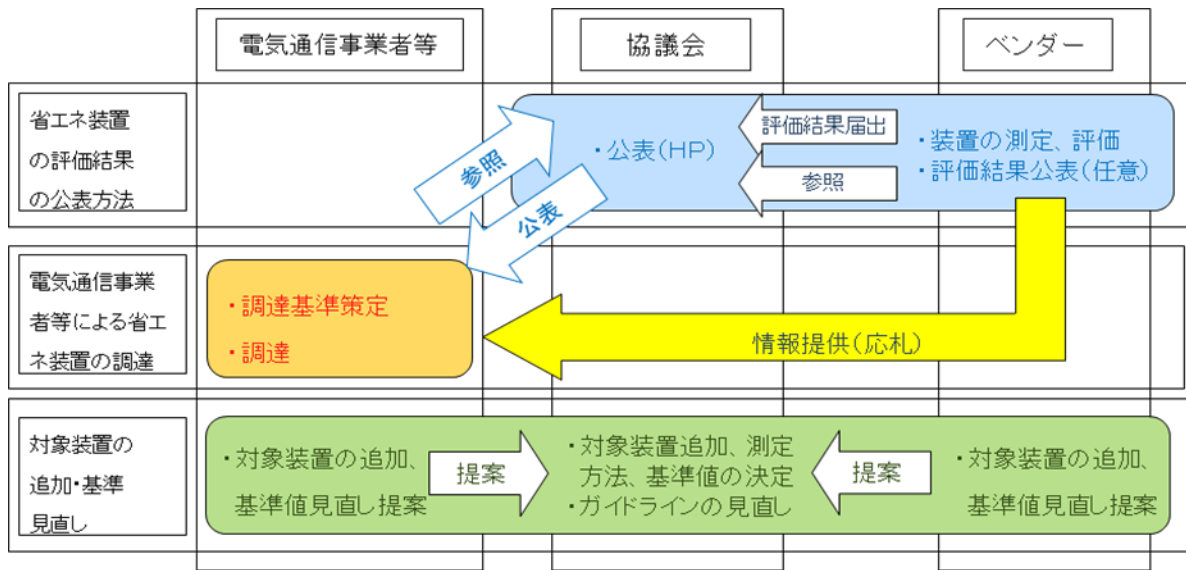 電気通信事業者等
協議会
ベンダー
省エネ装置
の評価結果
の公表方法
参照
公表
・公表(HP)
評価結果届出
参照
・装置の測定、評価
・評価結果公表(任意)
電気通信事業
者等による省エ
ネ装置の調達
・調達基準策定
・調達
情報提供(応札)
対象装置の
追加・基準
見直し
・対象装置の追加、
基準値見直し提案
提案
・対象装置追加、測定
方法、基準値の決定
・ガイドラインの見直し
提案
・対象装置の追加、
基準値見直し提案